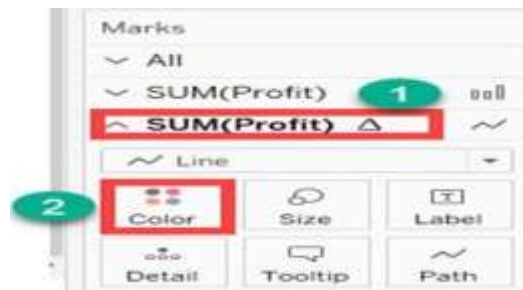 Marks
All
SUM(Profit) 1
SUM(Profit) Δ
Line
2 Color Size Label
Detail Tooltip Path